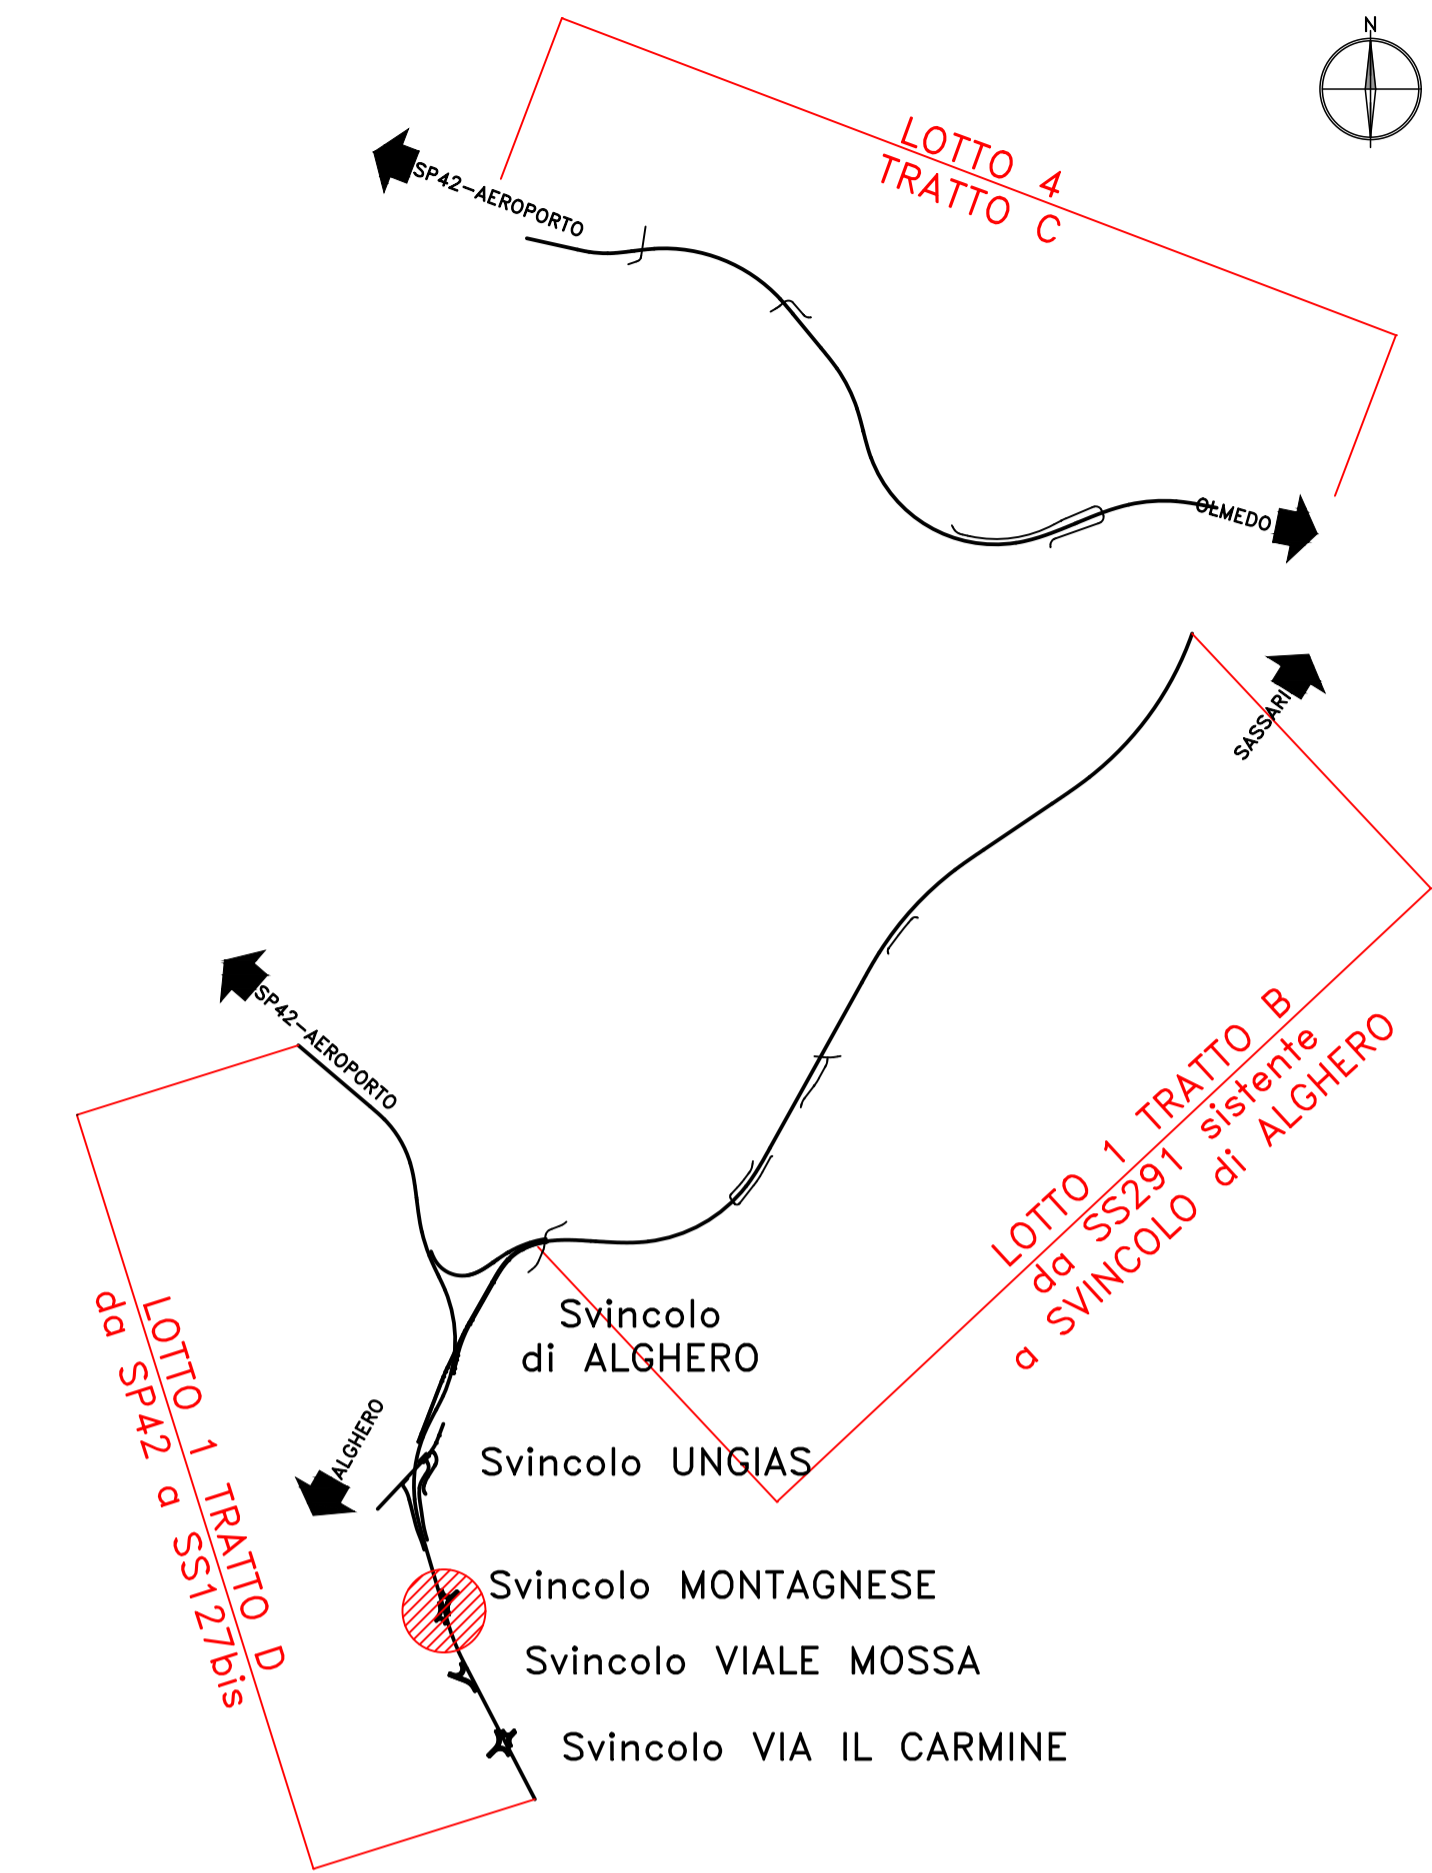 N
LOTTO 4
TRATTO C
SP42-AEROPORTO
OLMEDO
SASSARI
SP42-AEROPORTO
LOTTO 1 TRATTO B
da SS291 sistente
a SVINCOLO di ALGHERO
Svincolo
di ALGHERO
LOTTO 1 TRATTO D
da SP42 a SS127bis
ALGHERO
Svincolo UNGIAS
Svincolo MONTAGNESE
Svincolo VIALE MOSSA
Svincolo VIA IL CARMINE